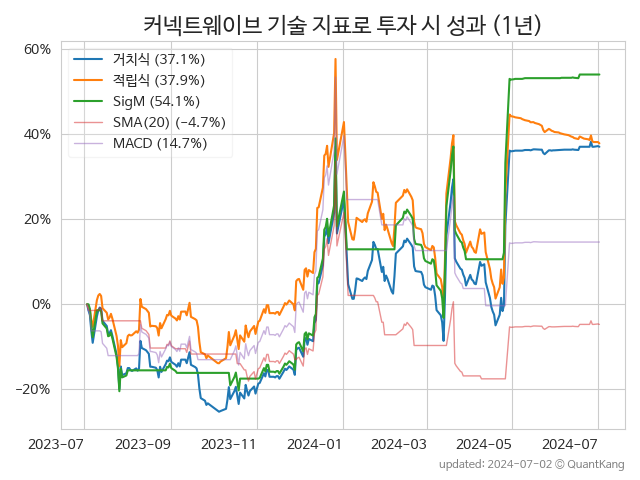 커넥트웨이브 기술 지표로 투자 시 성과 (1년)
60%
40%
20%
0%
−20%
거치식 (37.1%)
적립식 (37.9%)
SigM (54.1%)
SMA(20) (−4.7%)
MACD (14.7%)
2023-07
2023-09
2023-11
2024-01
2024-03
2024-05
2024-07
updated: 2024-07-02 © QuantKang